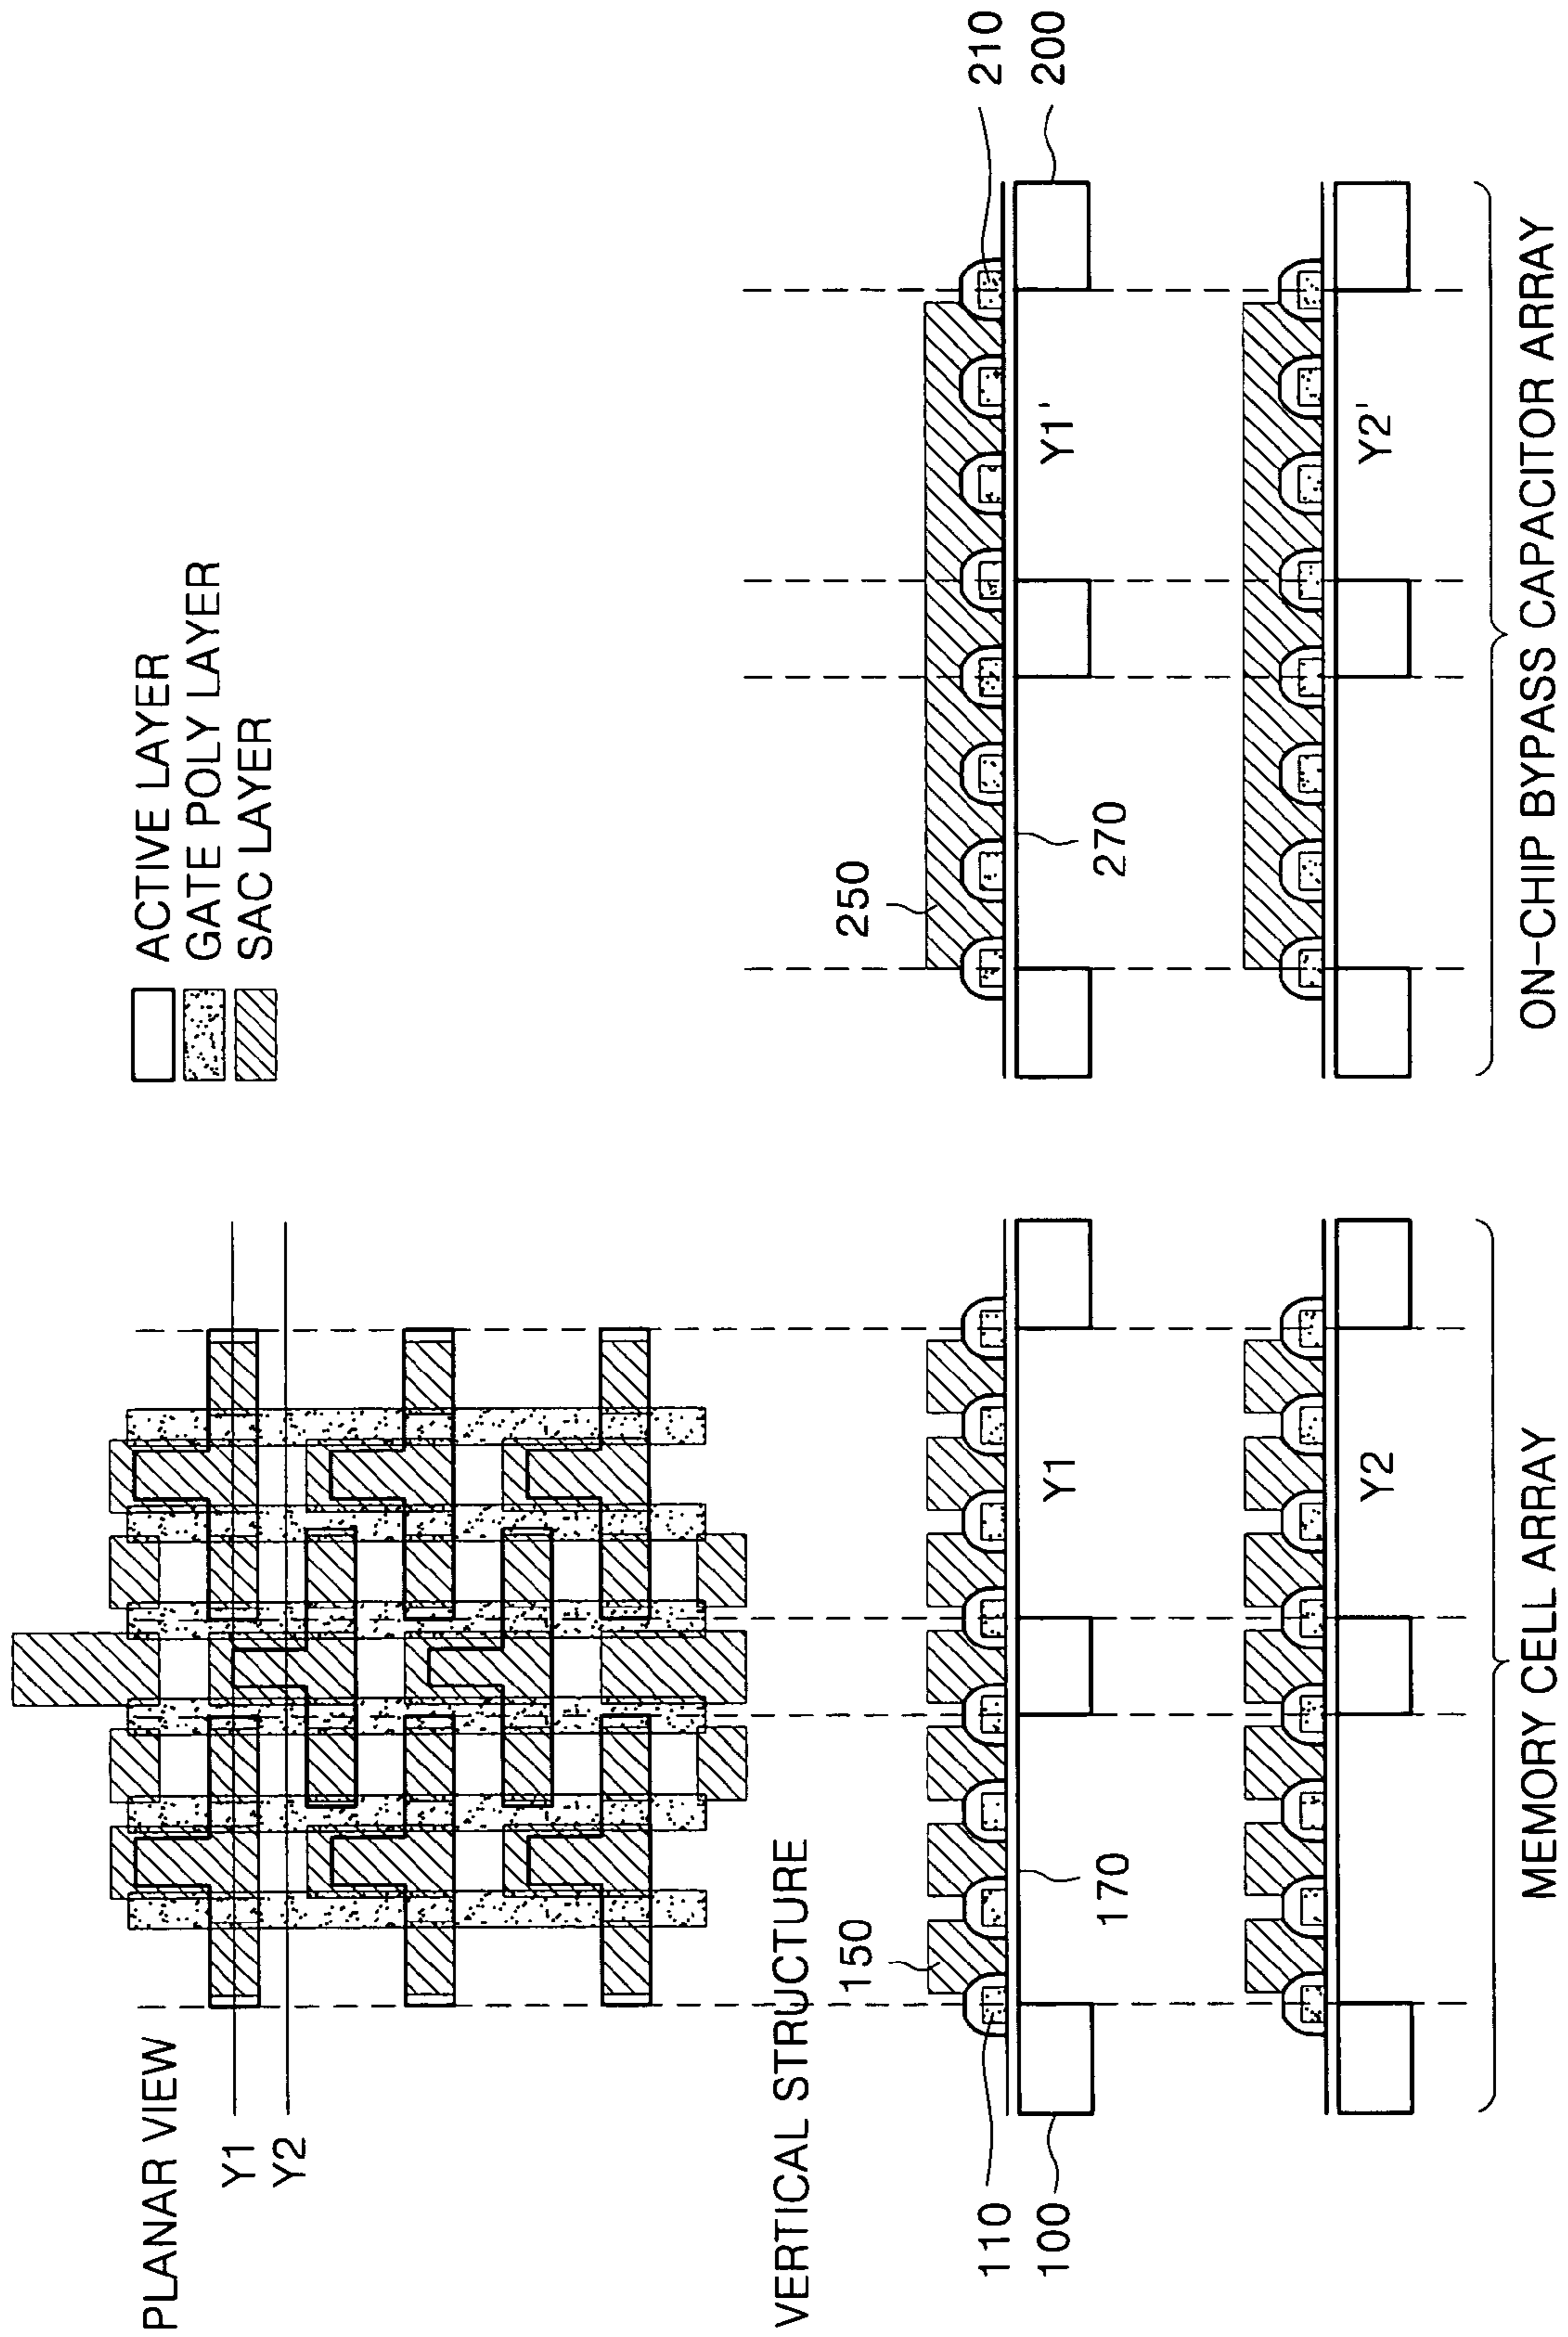 PLANAR VIEW
ACTIVE LAYER
GATE POLY LAYER
SAC LAYER
Y1
Y2
VERTICAL STRUCTURE
150
250
110
100
170
Y1
270
Y1'
210
200
Y2
Y2'
MEMORY CELL ARRAY
ON-CHIP BYPASS CAPACITOR ARRAY